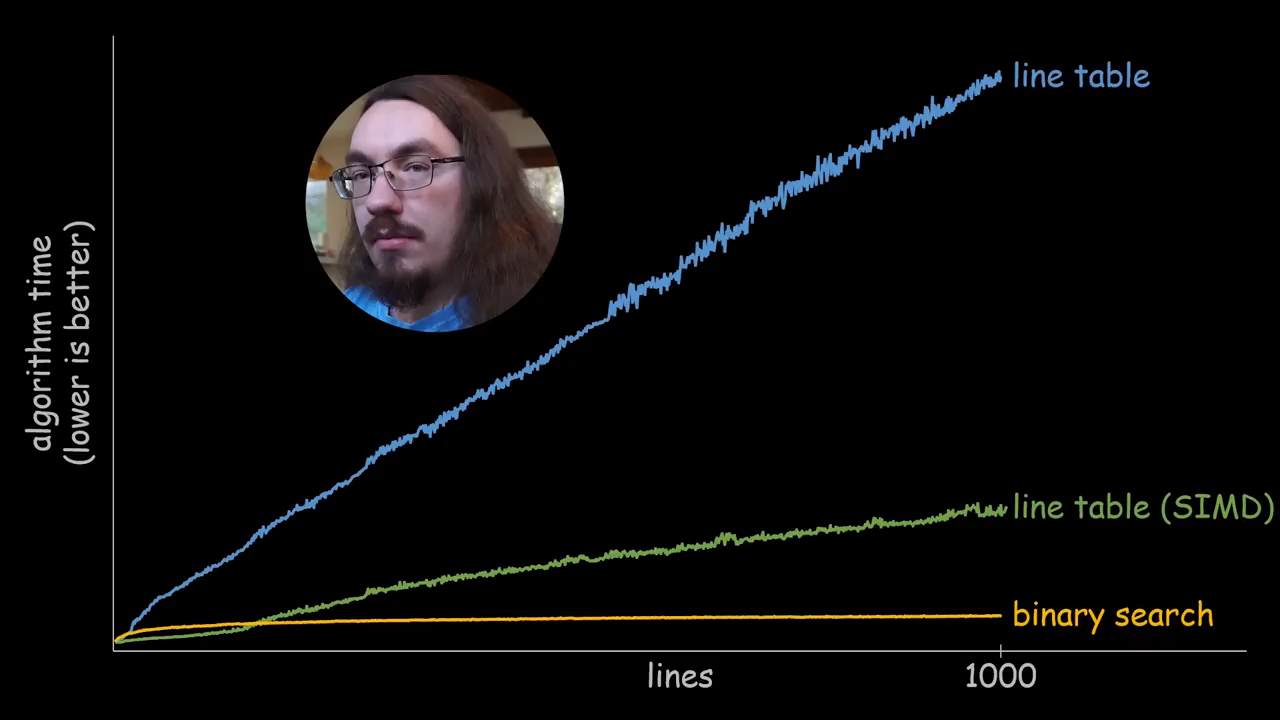 line table
algorithm time
(lower is better)
line table (SIMD)
binary search
lines
1000